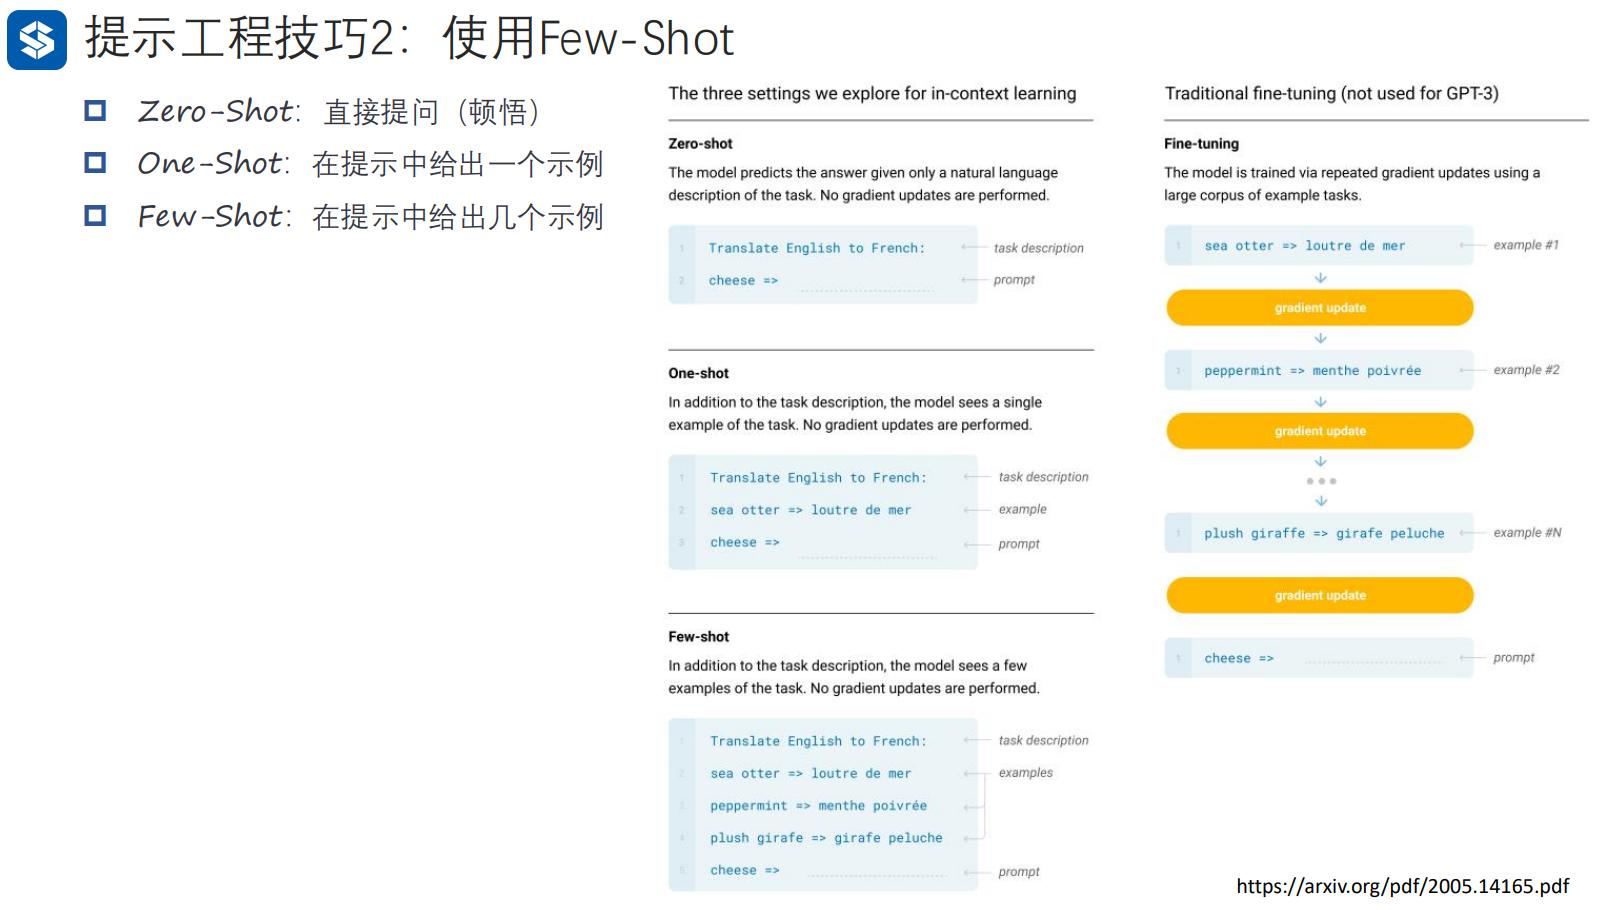 提示工程技巧2：使用Few-Shot
Zero-Shot：直接提问（顿悟）
One-Shot：在提示中给出一个示例
Few-Shot：在提示中给出几个示例
The three settings we explore for in-context learning
Zero-shot
The model predicts the answer given only a natural language
description of the task. No gradient updates are performed.
1 Translate English to French: task description
2 cheese => prompt
One-shot
In addition to the task description, the model sees a single
example of the task. No gradient updates are performed.
1 Translate English to French: task description
2 sea otter => loutre de mer example
3 cheese => prompt
Few-shot
In addition to the task description, the model sees a few
examples of the task. No gradient updates are performed.
1 Translate English to French: task description
2 sea otter => loutre de mer examples
3 peppermint => menthe poivrée
4 plush girafe => girafe peluche
5 cheese => prompt
Traditional fine-tuning (not used for GPT-3)
Fine-tuning
The model is trained via repeated gradient updates using a
large corpus of example tasks.
1 sea otter => loutre de mer example #1
gradient update
1 peppermint => menthe poivrée example #2
gradient update
1 plush giraffe => girafe peluche example #N
gradient update
1 cheese => prompt
https://arxiv.org/pdf/2005.14165.pdf